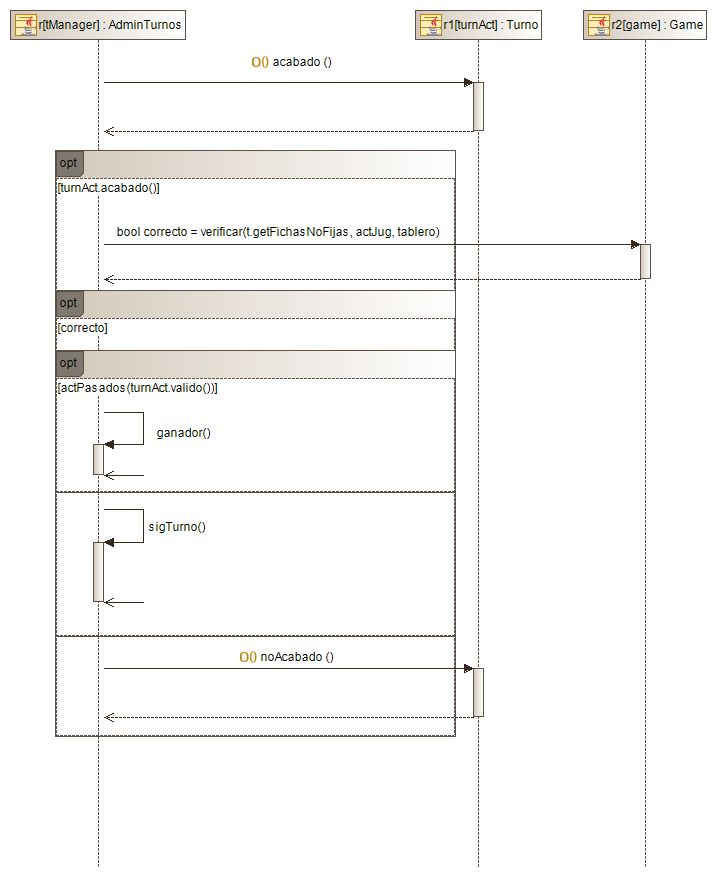 r[tManager] : AdminTurnos
r1[turnAct] : Turno
r2[game] : Game
O() acabado ()
opt
[turnAct.acabado()]
bool correcto = verificar(t.getFichasNoFijas, actJug, tablero)
opt
[correcto]
opt
[actPasados(turnAct.valido())]
ganador()
sigTurno()
O() noAcabado ()